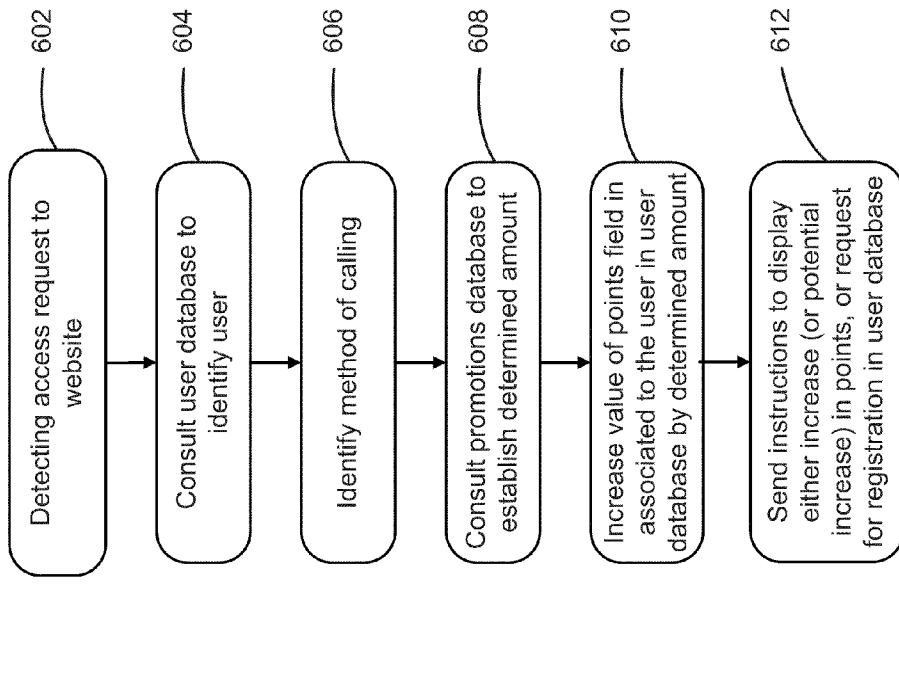 Detecting access request to
website
602
Consult user database to
identify user
604
Identify method of calling
606
Consult promotions database to
establish determined amount
608
Increase value of points field in
associated to the user in user
database by determined amount
610
Send instructions to display
either increase (or potential
increase) in points, or request
for registration in user database
612